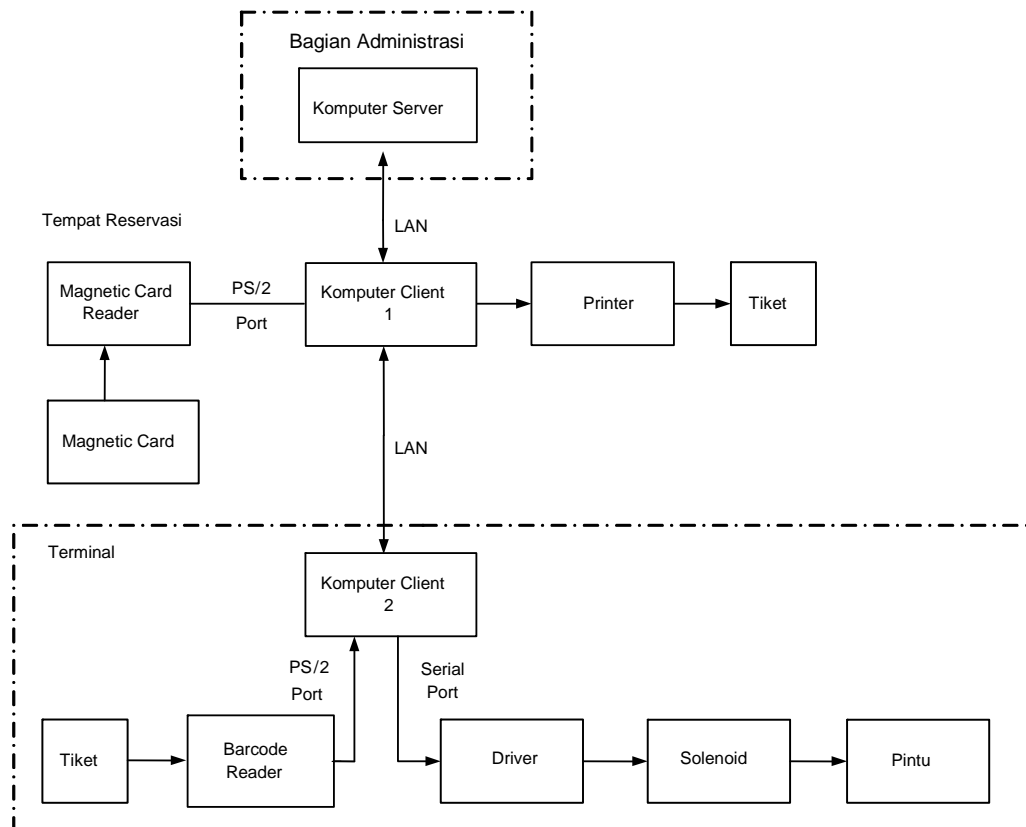 Bagian Administrasi
Komputer Server
LAN
Tempat Reservasi
Magnetic Card
Reader
PS/2
Port
Komputer Client
1
Printer
Tiket
Magnetic Card
LAN
Terminal
Komputer Client
2
PS/2
Port
Serial
Port
Tiket
Barcode
Reader
Driver
Solenoid
Pintu